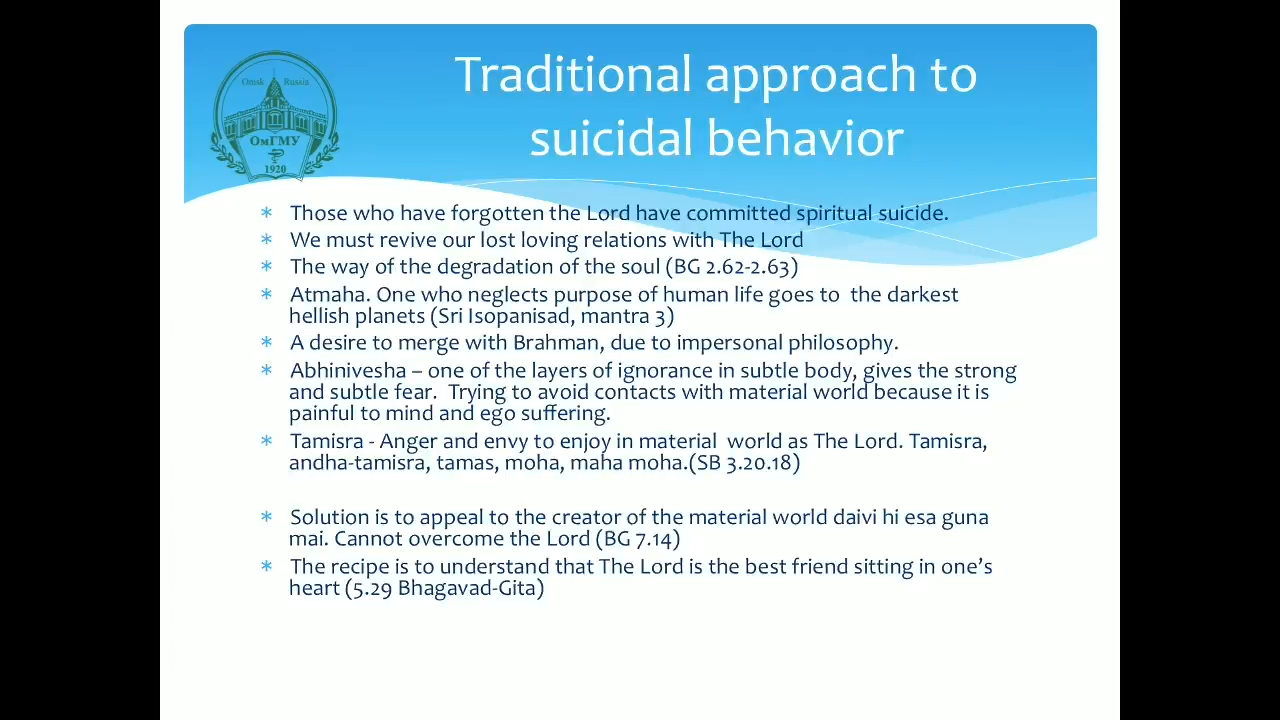 Traditional approach to
suicidal behavior
Omsk Russia
ОмГМУ
1920
* Those who have forgotten the Lord have committed spiritual suicide.
* We must revive our lost loving relations with The Lord
* The way of the degradation of the soul (BG 2.62-2.63)
* Atmaha. One who neglects purpose of human life goes to  the darkest
hellish planets (Sri Isopanisad, mantra 3)
* A desire to merge with Brahman, due to impersonal philosophy.
* Abhinivesha – one of the layers of ignorance in subtle body, gives the strong
and subtle fear.  Trying to avoid contacts with material world because it is
painful to mind and ego suffering.
* Tamisra - Anger and envy to enjoy in material  world as The Lord. Tamisra,
andha-tamisra, tamas, moha, maha moha.(SB 3.20.18)
* Solution is to appeal to the creator of the material world daivi hi esa guna
mai. Cannot overcome the Lord (BG 7.14)
* The recipe is to understand that The Lord is the best friend sitting in one’s
heart (5.29 Bhagavad-Gita)